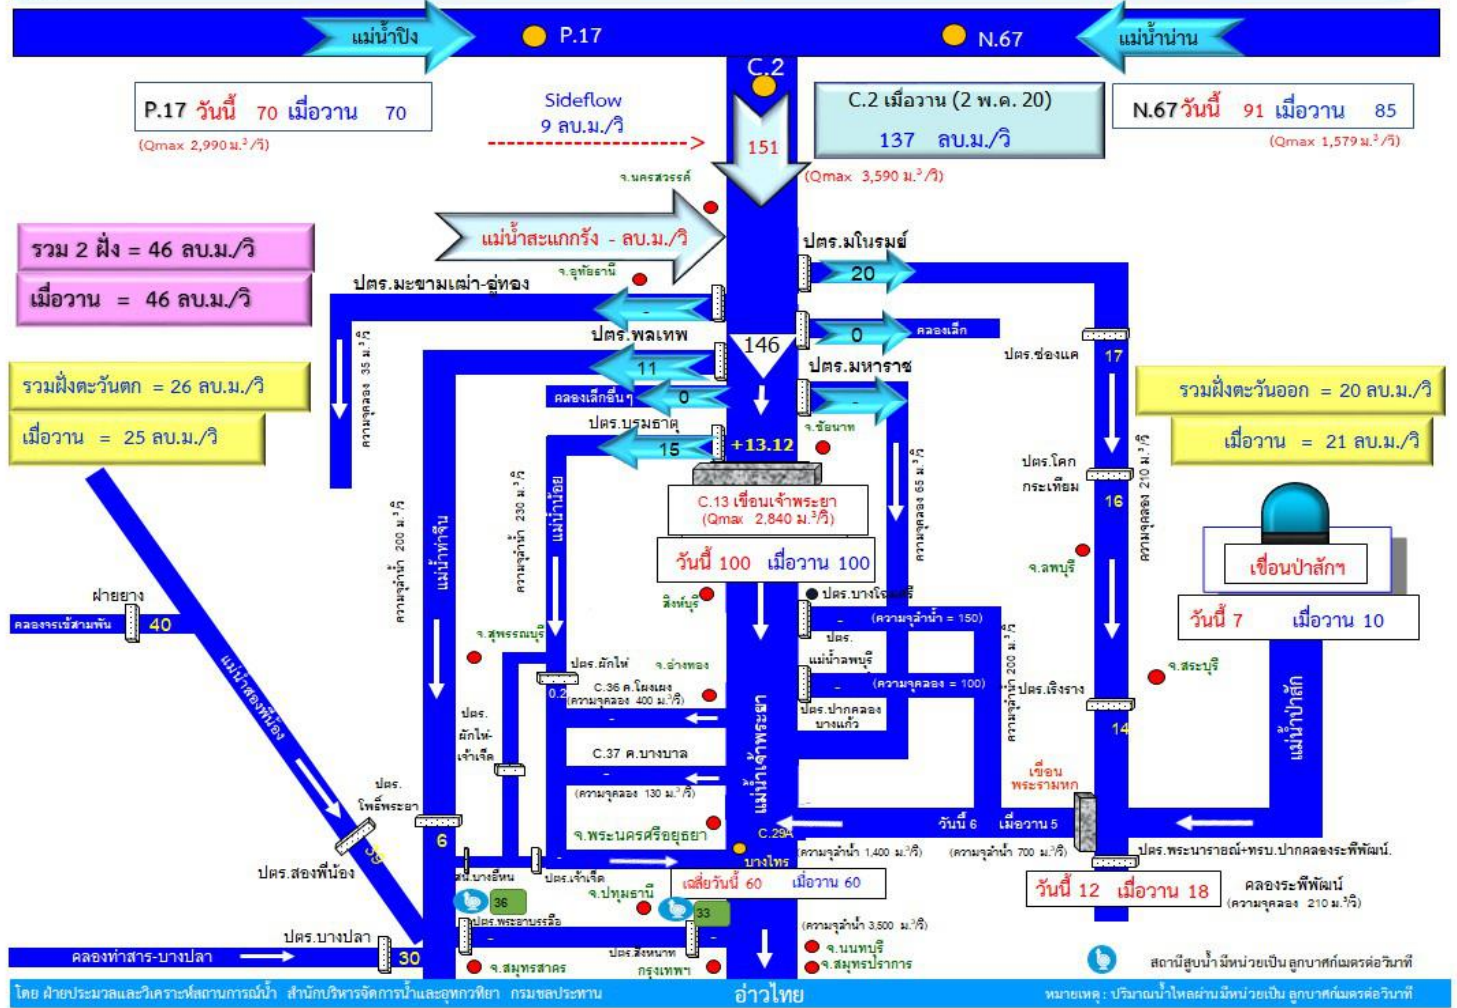 แม่น้ำปิง
P.17
N.67
แม่น้ำน่าน
C.2
P.17 วันนี้ 70 เมื่อวาน 70
(Qmax 2,990 ม.³/วิ)
Sideflow
9 ลบ.ม./วิ
151
C.2 เมื่อวาน (2 พ.ค. 20)
137 ลบ.ม./วิ
(Qmax 3,590 ม.³/วิ)
N.67 วันนี้ 91 เมื่อวาน 85
(Qmax 1,579 ม.³/วิ)
จ.นครสวรรค์
รวม 2 ฝั่ง = 46 ลบ.ม./วิ
เมื่อวาน = 46 ลบ.ม./วิ
แม่น้ำสะแกกรัง - ลบ.ม./วิ
จ.อุทัยธานี
ปตร.มโนรมย์
20
ปตร.มะขามเฒ่า-อู่ทอง
-
0
คลองเล็ก
ปตร.พลเทพ
146
ปตร.ช่องแค
17
ความจุคลอง 35 ม.³/วิ
11
ปตร.มหาราช
คลองเล็กอื่นๆ
0
-
รวมฝั่งตะวันตก = 26 ลบ.ม./วิ
เมื่อวาน = 25 ลบ.ม./วิ
รวมฝั่งตะวันออก = 20 ลบ.ม./วิ
เมื่อวาน = 21 ลบ.ม./วิ
ปตร.บรมธาตุ
15
+13.12
จ.ชัยนาท
ปตร.โคก
กระเทียม
16
ความจุคลอง 210 ม.³/วิ
ความจุคลอง 65 ม.³/วิ
C.13 เขื่อนเจ้าพระยา
(Qmax 2,840 ม.³/วิ)
วันนี้ 100 เมื่อวาน 100
ความจุลำน้ำ 200 ม.³/วิ
แม่น้ำท่าจีน
ความจุลำน้ำ 230 ม.³/วิ
แม่น้ำน้อย
จ.ลพบุรี
เขื่อนป่าสักฯ
วันนี้ 7 เมื่อวาน 10
ฝายยาง
คลองจรเข้สามพัน
40
สิงห์บุรี
ปตร.บางโฉมศรี
-
(ความจุลำน้ำ = 150)
ปตร.
แม่น้ำลพบุรี
จ.สุพรรณบุรี
แม่น้ำสองพี่น้อง
ปตร.ผักไห่
0.2
จ.อ่างทอง
C.36 ค.โผงเผง
(ความจุคลอง 400 ม.³/วิ)
-
-
(ความจุคลอง = 100)
ปตร.ปากคลอง
บางแก้ว
ความจุลำน้ำ 200 ม.³/วิ
ปตร.เริงราง
14
จ.สระบุรี
แม่น้ำป่าสัก
ปตร.
ผักไห่-
เจ้าเจ็ด
C.37 ค.บางบาล
-
(ความจุคลอง 130 ม.³/วิ)
แม่น้ำเจ้าพระยา
เขื่อน
พระรามหก
ปตร.
โพธิ์พระยา
6
จ.พระนครศรีอยุธยา
C.29A
วันนี้ 6 เมื่อวาน 5
(ความจุลำน้ำ 1,400 ม.³/วิ)
(ความจุลำน้ำ 700 ม.³/วิ)
ปตร.พระนารายณ์+ทรบ.ปากคลองระพีพัฒน์.
39
ปตร.สองพี่น้อง
สน.บางยี่หน
ปตร.เจ้าเจ็ด
-
บางไทร
เฉลี่ยวันนี้ 60 เมื่อวาน 60
วันนี้ 12 เมื่อวาน 18
คลองระพีพัฒน์
(ความจุคลอง 210 ม.³/วิ)
36
จ.ปทุมธานี
33
ปตร.พระยาบรรลือ
-
ปตร.สิงหนาท
-
(ความจุลำน้ำ 3,500 ม.³/วิ)
คลองท่าสาร-บางปลา
ปตร.บางปลา
30
จ.สมุทรสาคร
กรุงเทพฯ
จ.นนทบุรี
จ.สมุทรปราการ
สถานีสูบน้ำมีหน่วยเป็น ลูกบาศก์เมตรต่อวินาที
โดย ฝ่ายประมวลและวิเคราะห์สถานการณ์น้ำ สำนักบริหารจัดการน้ำและอุทกวิทยา กรมชลประทาน
อ่าวไทย
หมายเหตุ : ปริมาณน้ำไหลผ่านมีหน่วยเป็น ลูกบาศก์เมตรต่อวินาที